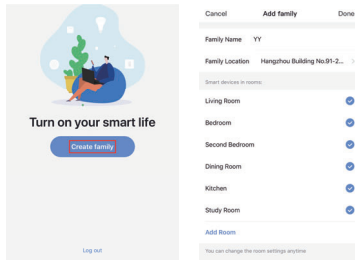 Turn on your smart life
Create family
Log out
Cancel Add family Done
Family Name YY
Family Location Hangzhou Building No.91-2... >
Smart devices in rooms:
Living Room
Bedroom
Second Bedroom
Dining Room
Kitchen
Study Room
Add Room
You can change the room settings anytime